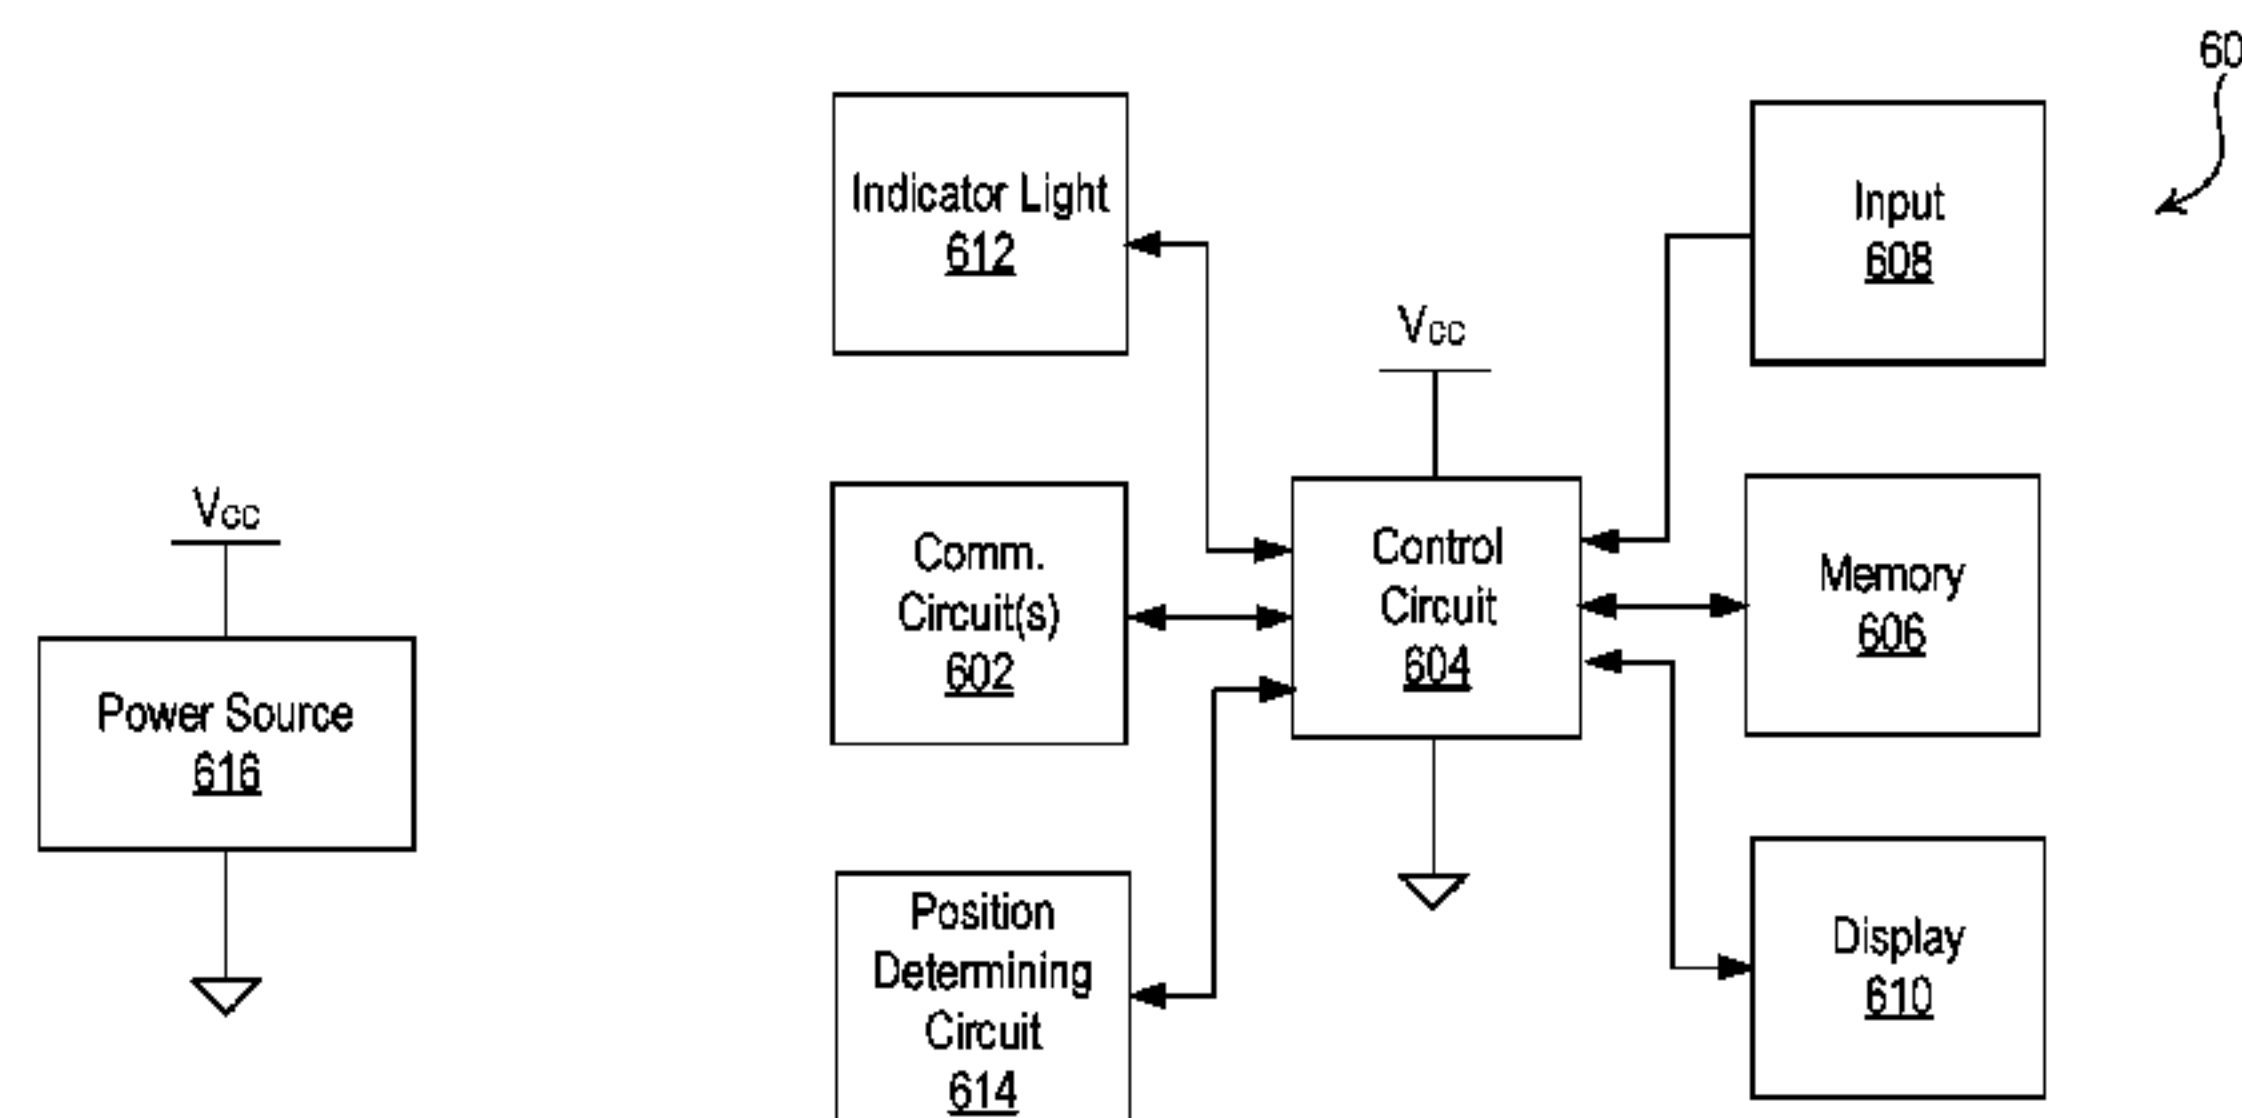 60
Indicator Light
612
Input
608
Vcc
Vcc
Comm.
Circuit(s)
602
Control
Circuit
604
Memory
606
Power Source
616
Position
Determining
Circuit
614
Display
610